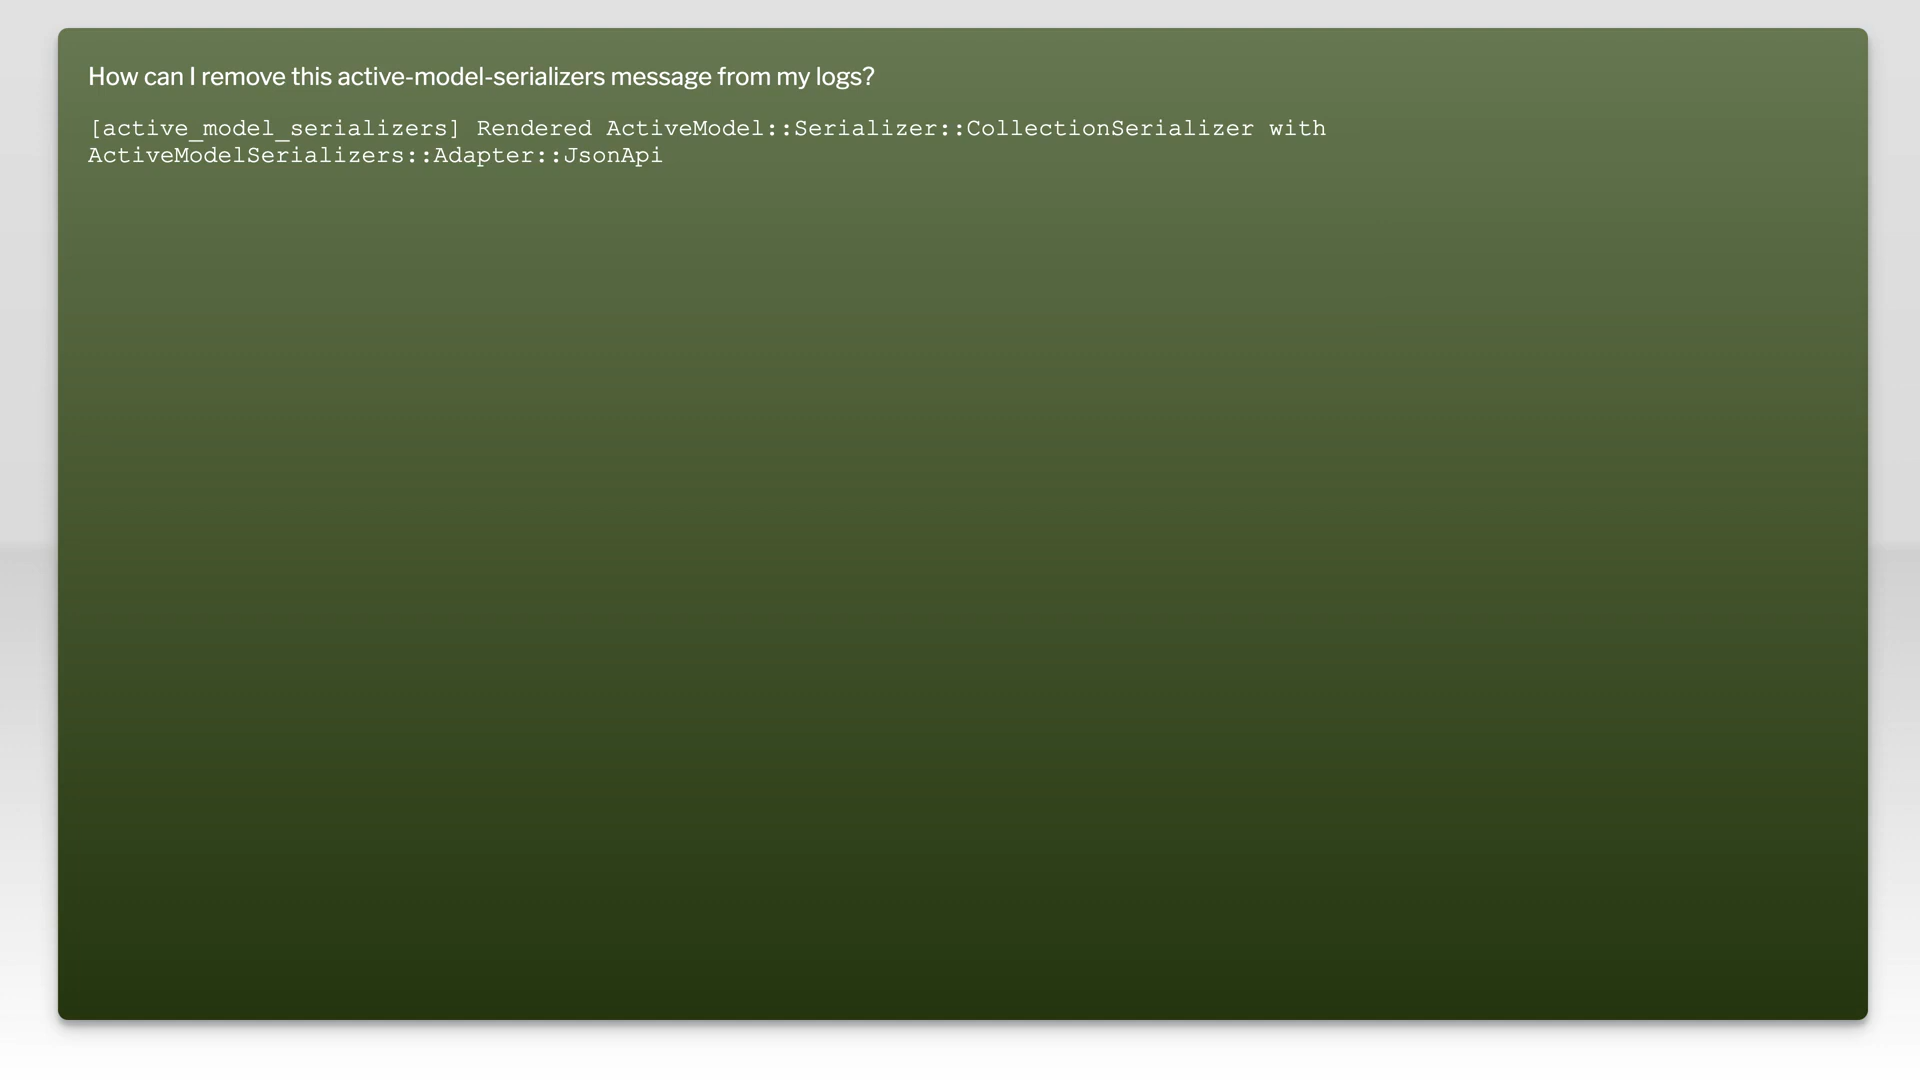 How can I remove this active-model-serializers message from my logs?
[active_model_serializers] Rendered ActiveModel::Serializer::CollectionSerializer with
ActiveModelSerializers::Adapter::JsonApi